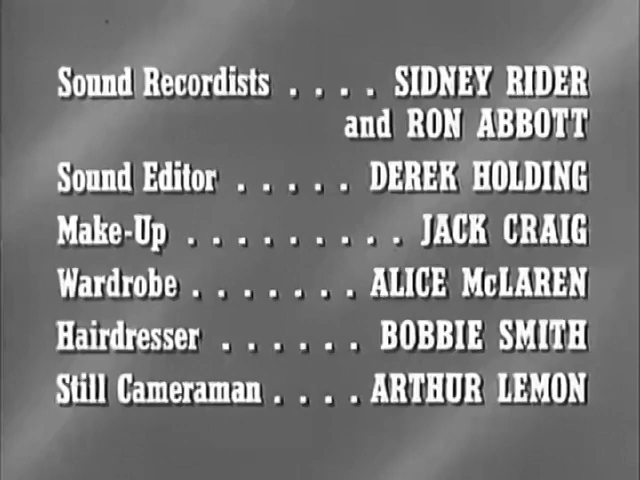 Sound Recordists . . . . SIDNEY RIDER
and RON ABBOTT
Sound Editor . . . . . DEREK HOLDING
Make-Up . . . . . . . . . JACK CRAIG
Wardrobe . . . . . . . ALICE McLAREN
Hairdresser . . . . . . BOBBIE SMITH
Still Cameraman . . . . ARTHUR LEMON